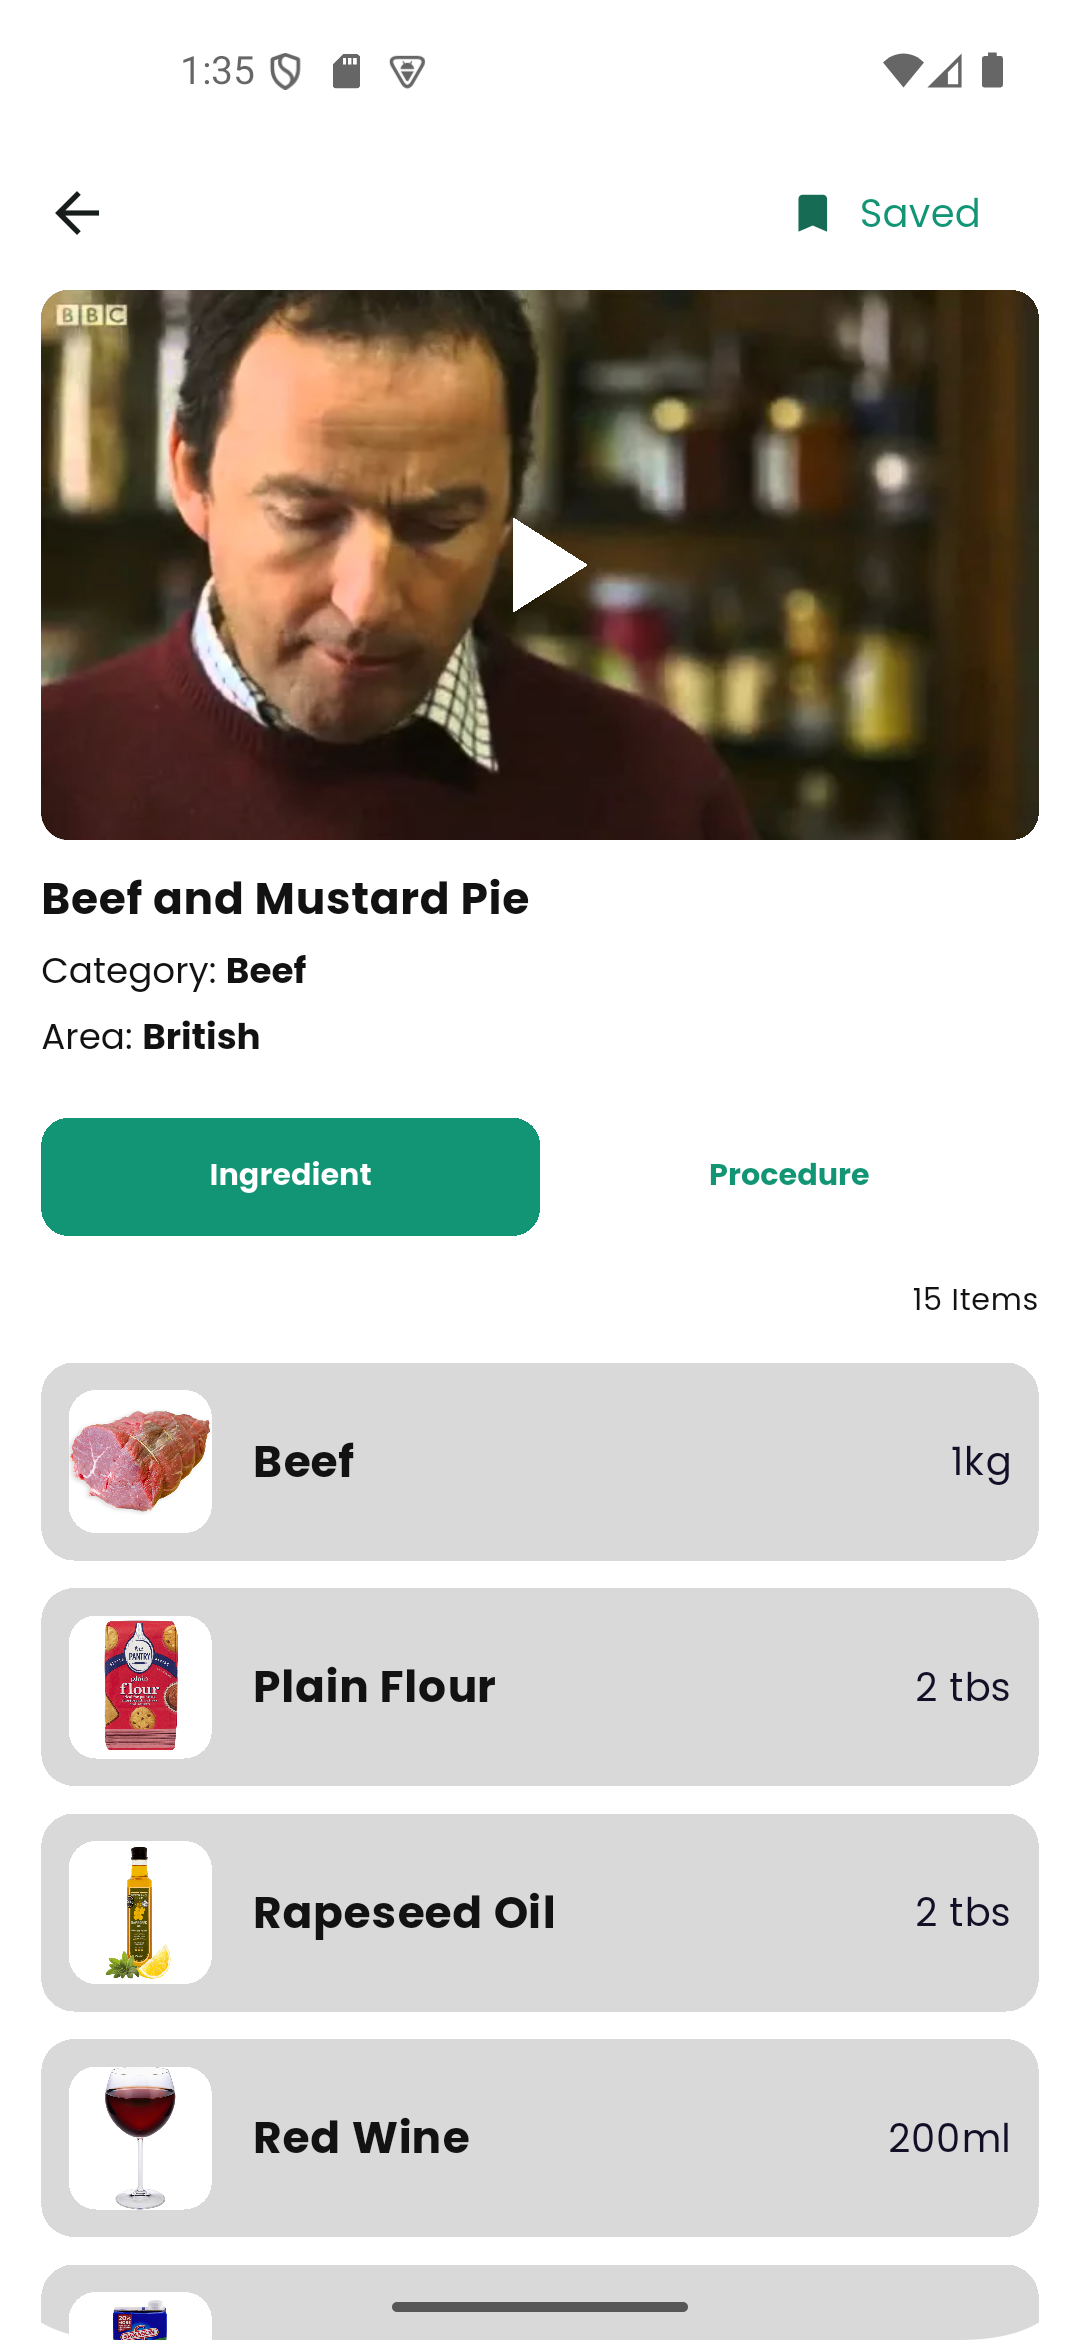 1:35
Saved
BBC
Beef and Mustard Pie
Category: Beef
Area: British
Ingredient
Procedure
15 Items
Beef
1kg
PANTRY
plain
flour
Plain Flour
2 tbs
Rapeseed Oil
2 tbs
Red Wine
200ml